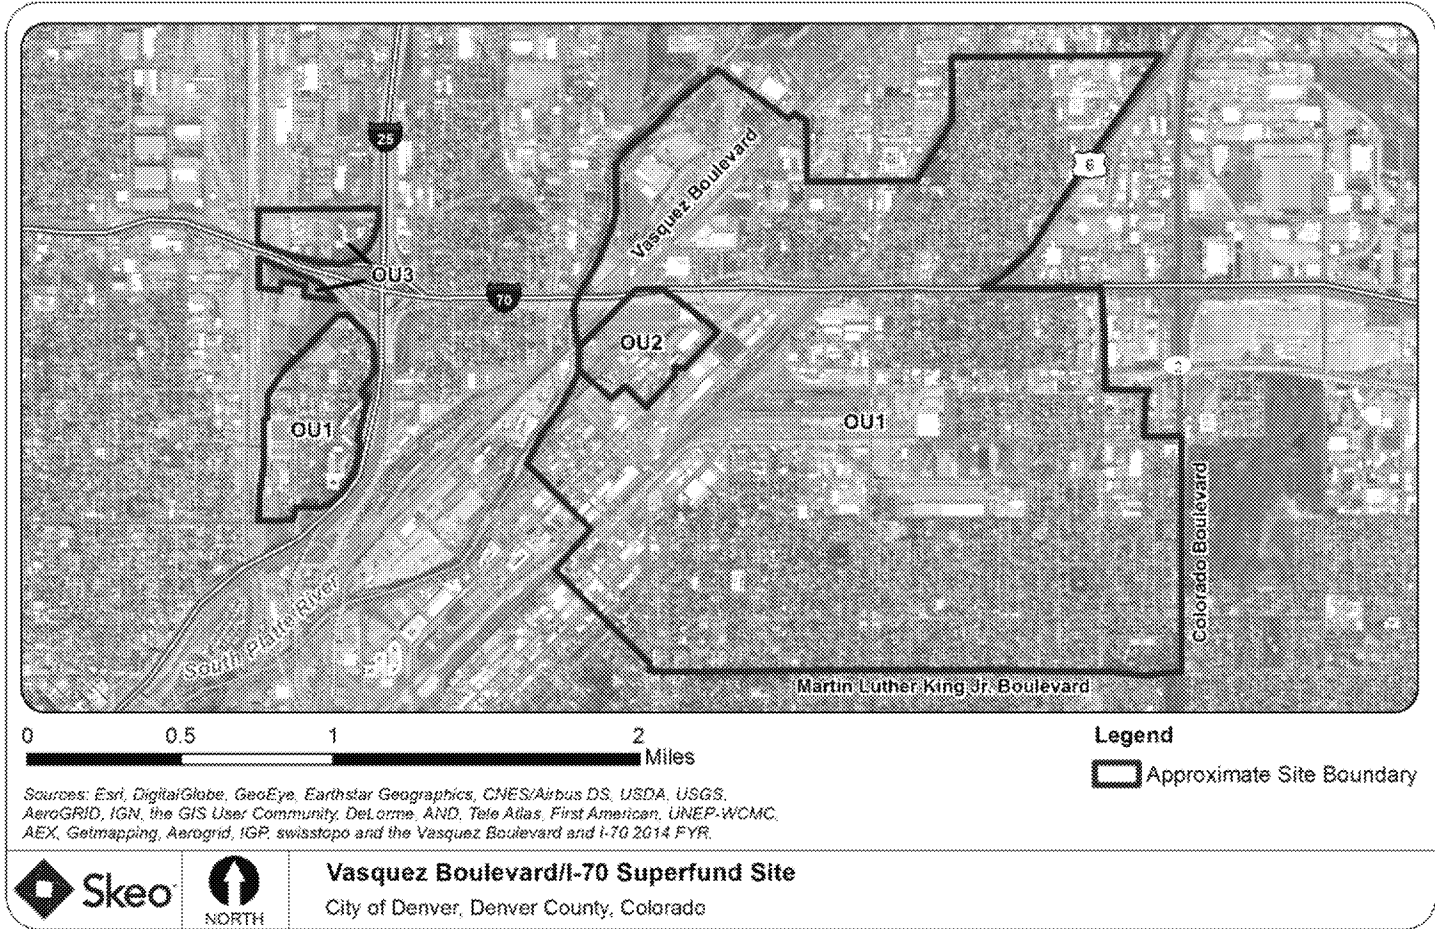 25
6
Vasquez Boulevard
OU3
70
OU2
2
OU1
OU1
Colorado Boulevard
South Platte River
Martin Luther King Jr. Boulevard
0 0.5 1 2
Miles
Legend
Approximate Site Boundary
Sources: Esri, DigitalGlobe, GeoEye, Earthstar Geographics, CNES/Airbus DS, USDA, USGS,
AeroGRID, IGN, the GIS User Community, DeLorme, AND, Tele Atlas, First American, UNEP-WCMC,
AEX, Getmapping, Aerogrid, IGP, swisstopo and the Vasquez Boulevard and I-70 2014 FYR.
Skeo
NORTH
Vasquez Boulevard/I-70 Superfund Site
City of Denver, Denver County, Colorado